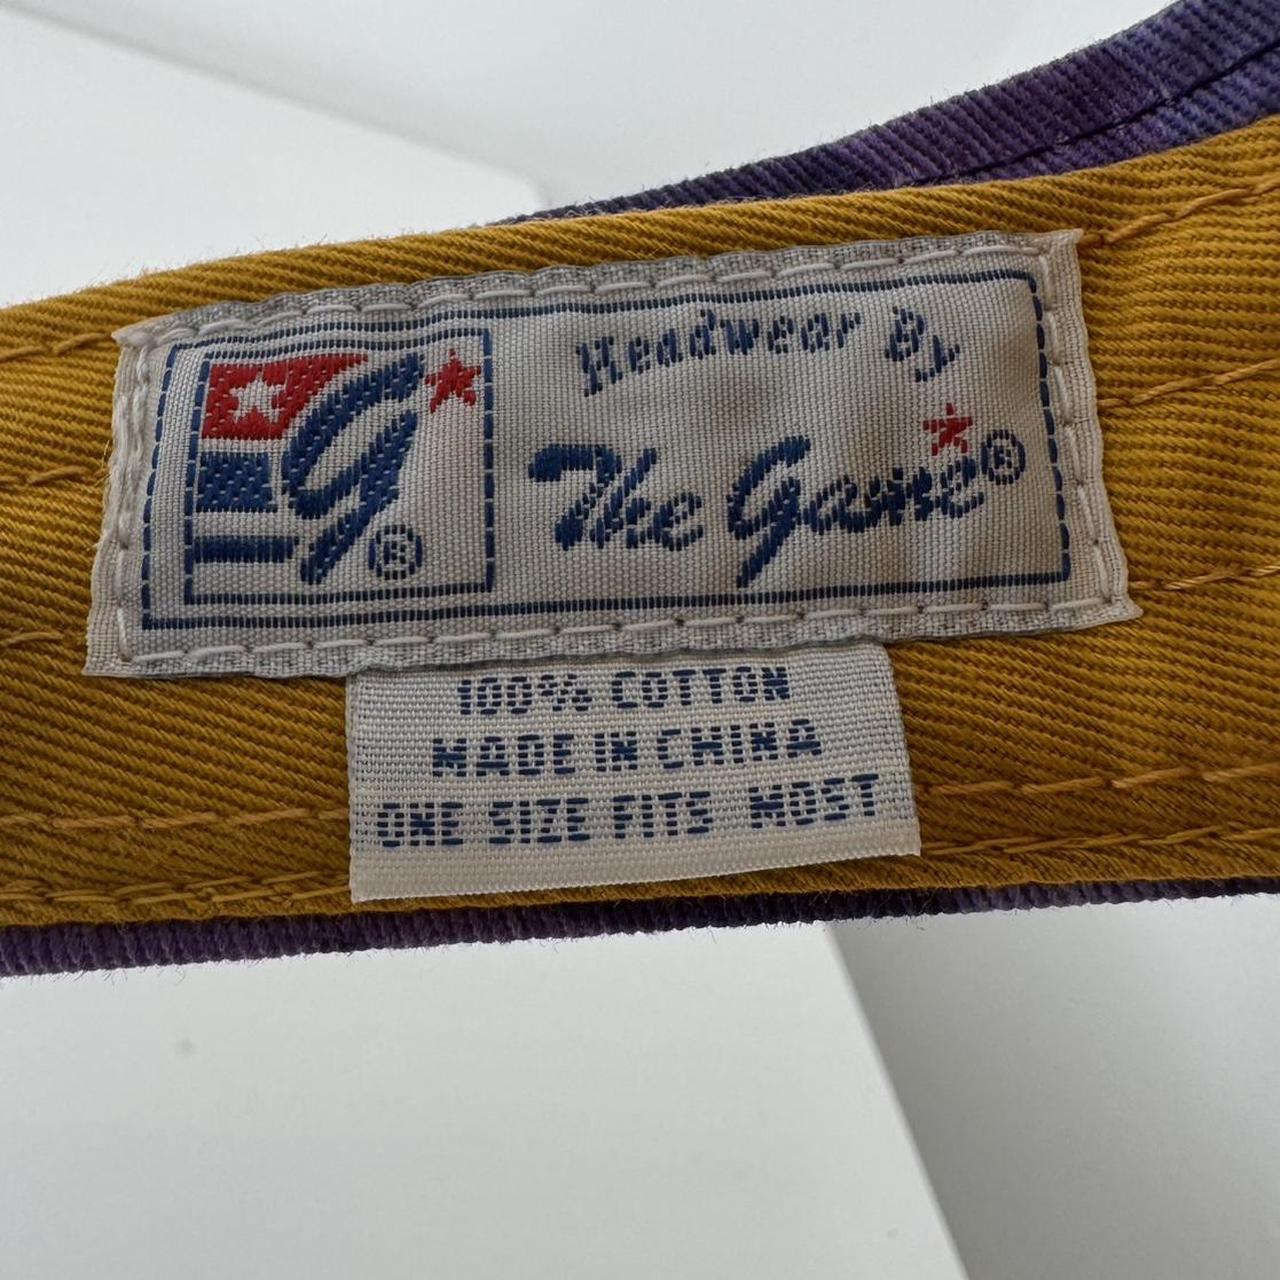 G®
Headwear By
The Game®
100% COTTON
MADE IN CHINA
ONE SIZE FITS MOST